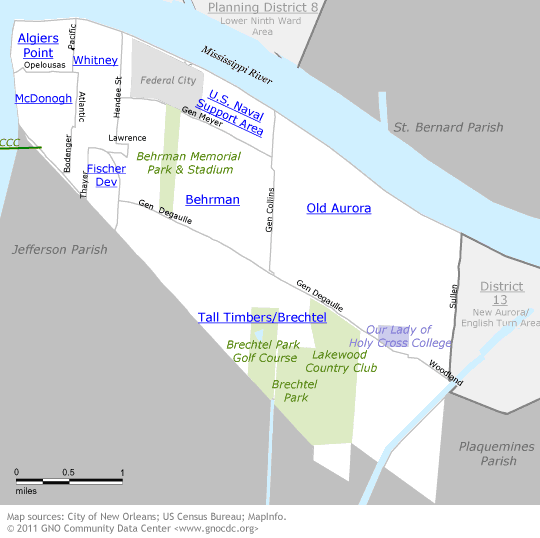 Planning District 8
Lower Ninth Ward
Area
Algiers
Point
Pacific
Mississippi River
Opelousas
Whitney
Federal City
McDonogh
Atlantic
Hendee St
U.S. Naval
Support Area
Gen Meyer
St. Bernard Parish
CCC
Bodenger
Lawrence
Behrman Memorial
Park & Stadium
Fischer
Dev
Thayer
Behrman
Gen Collins
Old Aurora
Gen. Degaulle
Jefferson Parish
Gen Degaulle
Sullen
District
13
New Aurora/
English Turn Area
Tall Timbers/Brechtel
Our Lady of
Holy Cross College
Brechtel Park
Golf Course
Lakewood
Country Club
Woodland
Brechtel
Park
Plaquemines
Parish
0 0.5 1
miles
Map sources: City of New Orleans; US Census Bureau; MapInfo.
© 2011 GNO Community Data Center <www.gnocdc.org>